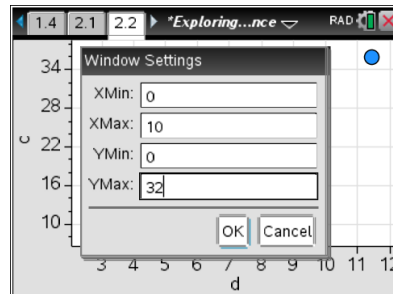 1.4 2.1 2.2 *Exploring...nce RAD
34
28
22
16
10
c
Window Settings
XMin: 0
XMax: 10
YMin: 0
YMax: 32
OK Cancel
3 4 5 6 7 8 9 10 11 12
d